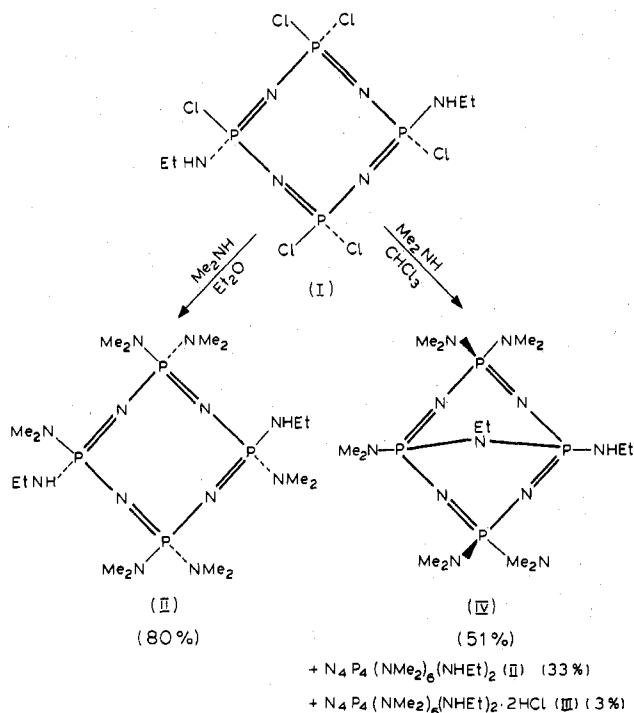 Cl Cl
P
N N
Cl NHEt
P P
EtHN Cl
N N
P
Cl Cl
Me₂NH Et₂O
(I)
Me₂NH CHCl₃
Me₂N NMe₂
P
N N
Me₂N NHEt
P P
EtNH NMe₂
N N
P
Me₂N NMe₂
(II)
(80%)
Me₂N NMe₂
P
N N
Et
Me₂N P N P NHEt
N N
P
Me₂N Me₂N
(IV)
(51%)
+ N₄P₄(NMe₂)₆(NHEt)₂ (II) (33%)
+ N₄P₄(NMe₂)₆(NHEt)₂·2HCl (III) (3%)